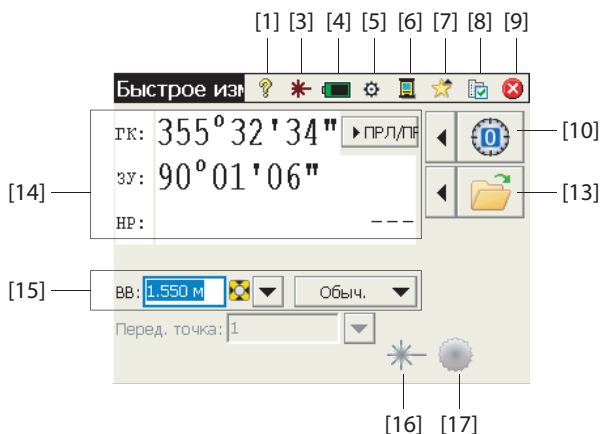 [1] [3] [4] [5] [6] [7] [8] [9]
Быстрое изм
ГК: 355°32'34" ПРЛ/ПР
0
[10]
ЗУ: 90°01'06"
[13]
[14]
НР: ---
[15]
ВВ: 1.550 м Обыч.
Перед. точка: 1
[16] [17]